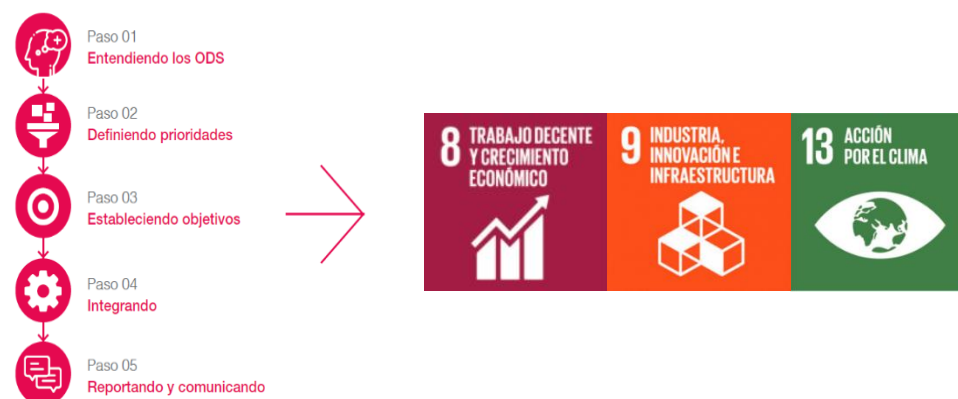 Paso 01
Entendiendo los ODS
Paso 02
Definiendo prioridades
Paso 03
Estableciendo objetivos
Paso 04
Integrando
Paso 05
Reportando y comunicando
8 TRABAJO DECENTE
Y CRECIMIENTO
ECONÓMICO
9 INDUSTRIA,
INNOVACIÓN E
INFRAESTRUCTURA
13 ACCIÓN
POR EL CLIMA